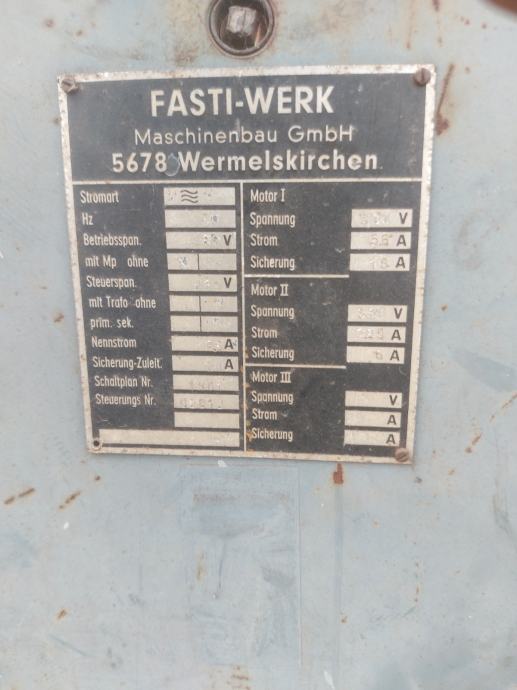 FASTI-WERK
Maschinenbau GmbH
5678 Wermelskirchen
Stromart
Hz
Betriebsspan. V
mit Mp ohne
Steuerspan. V
mit Trafo ohne
prim. sek.
Nennstrom A
Sicherung-Zuleit. A
Schaltplan Nr.
Steuerungs Nr.
Motor I
Spannung V
Strom A
Sicherung A
Motor II
Spannung V
Strom A
Sicherung A
Motor III
Spannung V
Strom A
Sicherung A